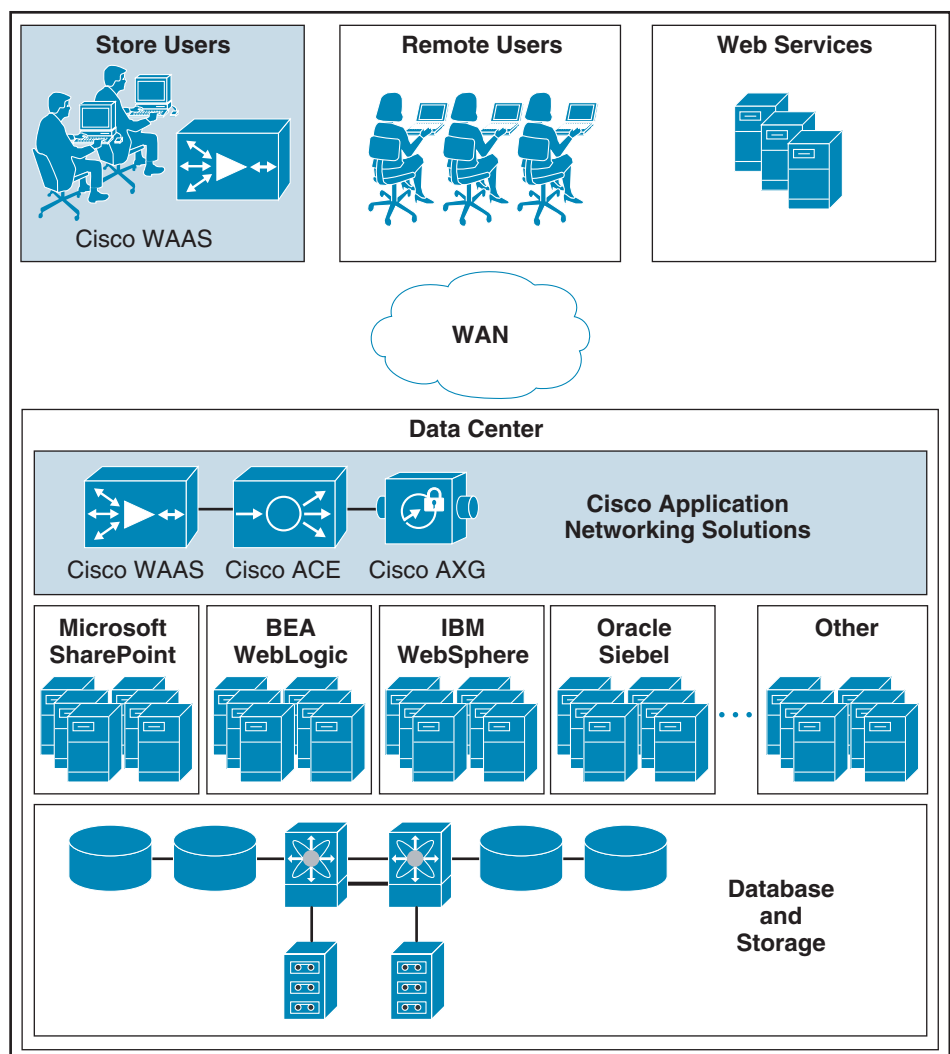 Store Users
Remote Users
Web Services
Cisco WAAS
WAN
Data Center
Cisco Application
Networking Solutions
Cisco WAAS
Cisco ACE
Cisco AXG
Microsoft
SharePoint
BEA
WebLogic
IBM
WebSphere
Oracle
Siebel
Other
Database
and
Storage